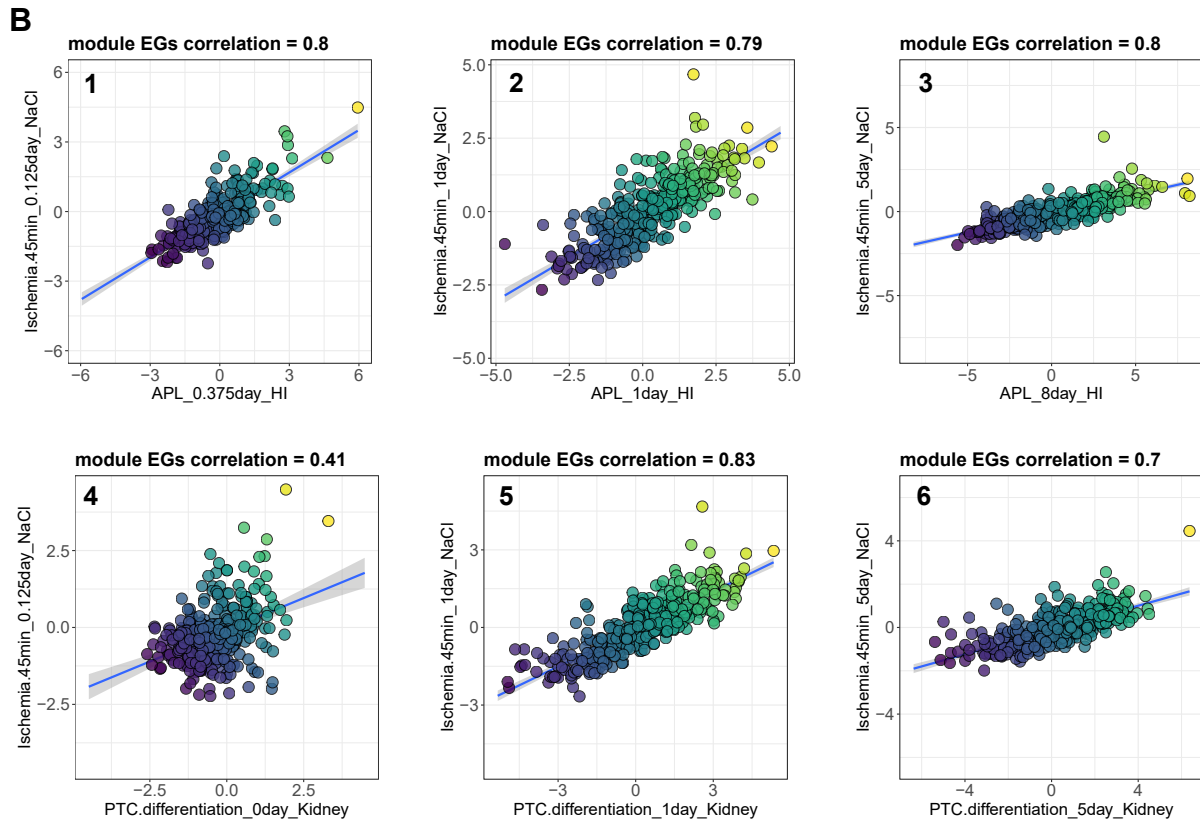 B
module EGs correlation = 0.8
1
6
3
0
−3
−6
−6
−3
0
3
6
Ischemia.45min_0.125day_NaCl
APL_0.375day_HI
module EGs correlation = 0.79
2
5.0
2.5
0.0
−2.5
−5.0
−5.0
−2.5
0.0
2.5
5.0
Ischemia.45min_1day_NaCl
APL_1day_HI
module EGs correlation = 0.8
3
5
0
−5
−5
0
5
Ischemia.45min_5day_NaCl
APL_8day_HI
module EGs correlation = 0.41
4
2.5
0.0
−2.5
−2.5
0.0
2.5
Ischemia.45min_0.125day_NaCl
PTC.differentiation_0day_Kidney
module EGs correlation = 0.83
5
3
0
−3
−3
0
3
Ischemia.45min_1day_NaCl
PTC.differentiation_1day_Kidney
module EGs correlation = 0.7
6
4
0
−4
−4
0
4
Ischemia.45min_5day_NaCl
PTC.differentiation_5day_Kidney